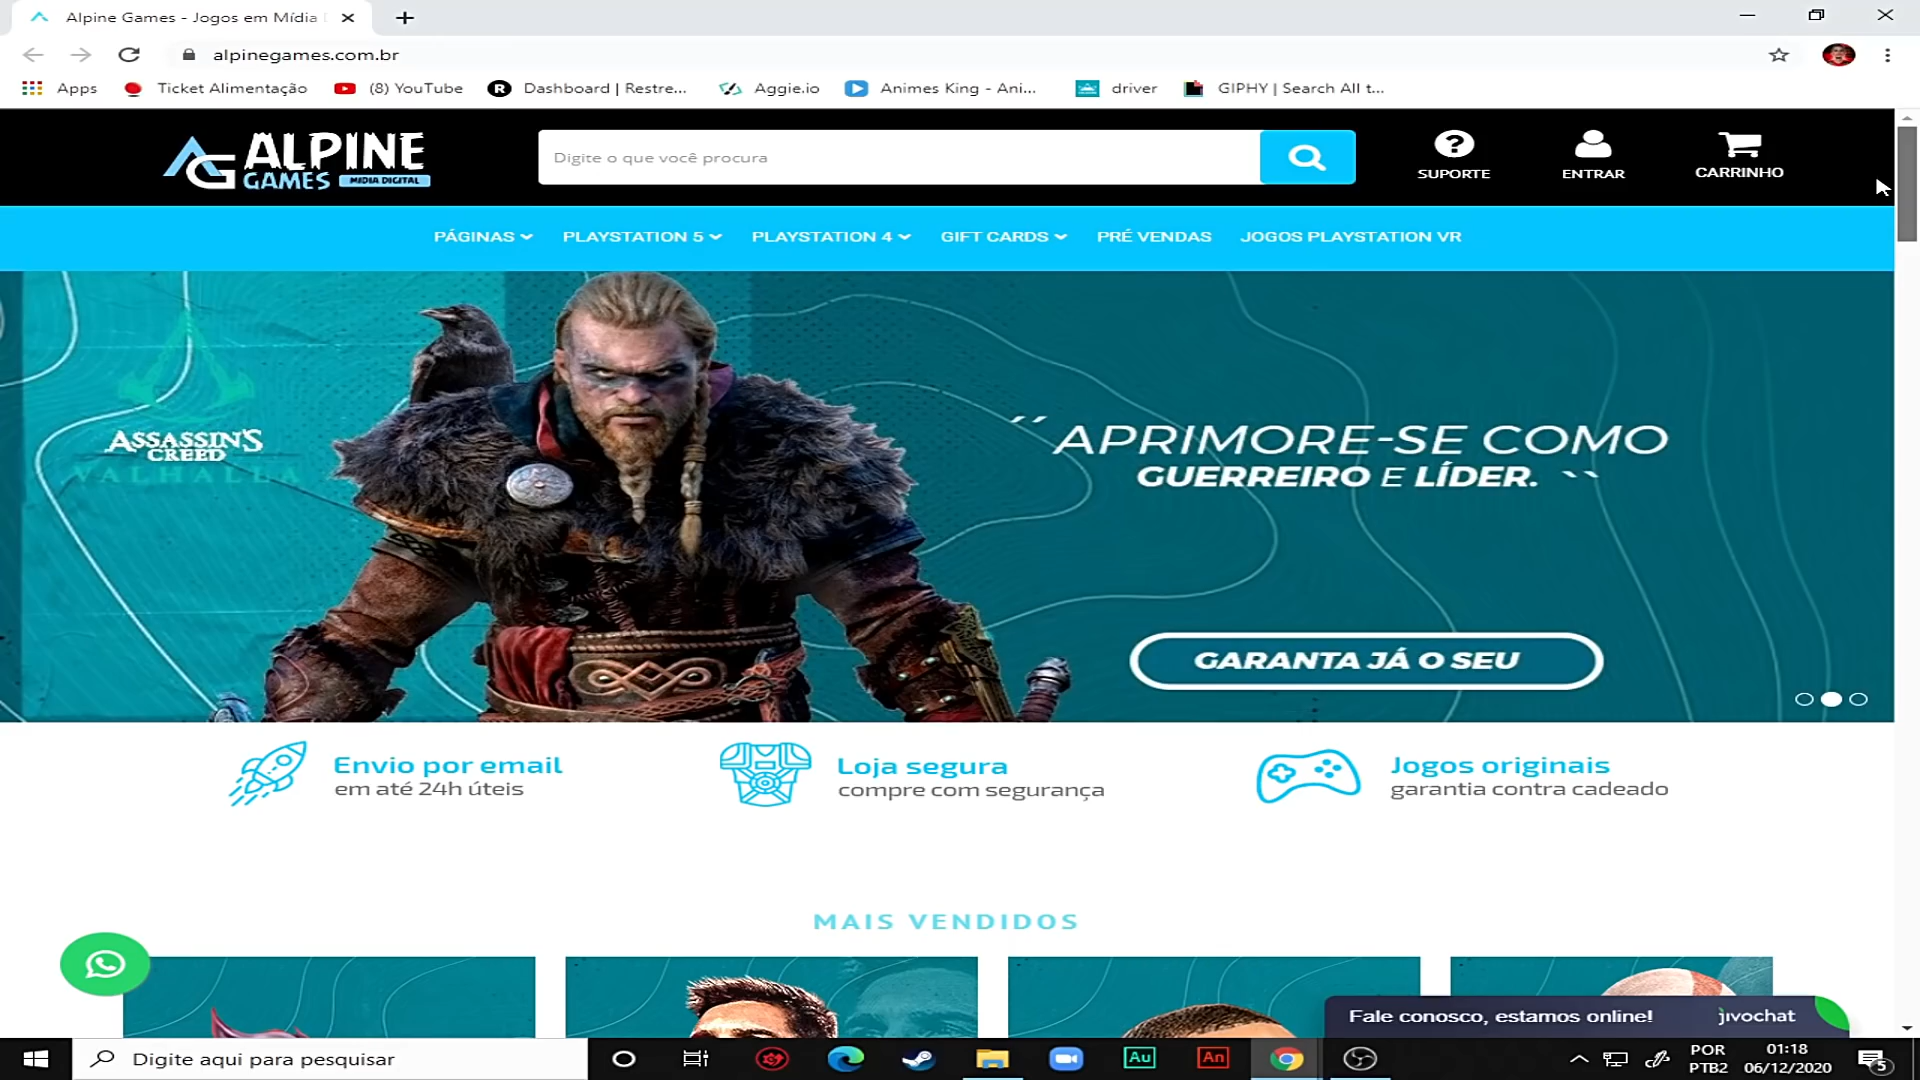 Alpine Games - Jogos em Mídia
alpinegames.com.br
Apps
Ticket Alimentação
(8) YouTube
R
Dashboard | Restre...
Aggie.io
Animes King - Ani...
driver
GIPHY | Search All t...
AG ALPINE
GAMES MIDIA DIGITAL
Digite o que você procura
SUPORTE
ENTRAR
CARRINHO
PÁGINAS
PLAYSTATION 5
PLAYSTATION 4
GIFT CARDS
PRÉ VENDAS
JOGOS PLAYSTATION VR
ASSASSIN'S
CREED
VALHALLA
´´APRIMORE-SE COMO
GUERREIRO E LÍDER. ``
GARANTA JÁ O SEU
Envio por email
em até 24h úteis
Loja segura
compre com segurança
Jogos originais
garantia contra cadeado
MAIS VENDIDOS
Fale conosco, estamos online!
jivochat
Digite aqui para pesquisar
Au
An
POR
PTB2
01:18
06/12/2020
5